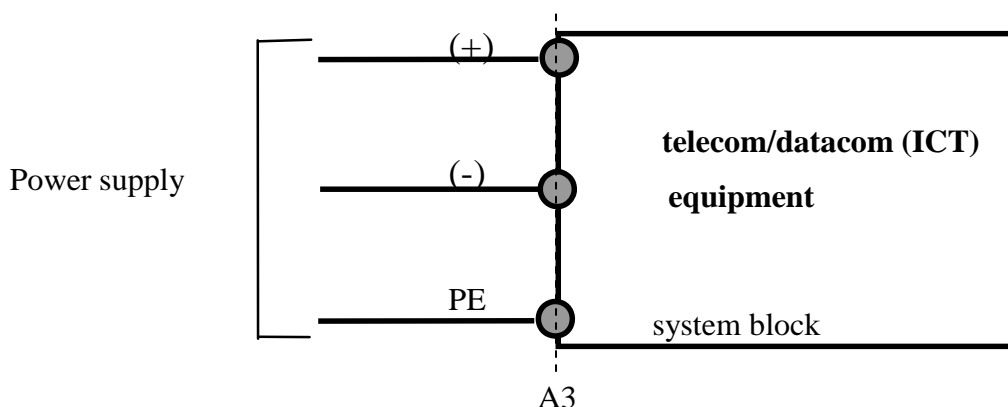 (+)
telecom/datacom (ICT)
Power supply
(-)
equipment
PE
system block
A3